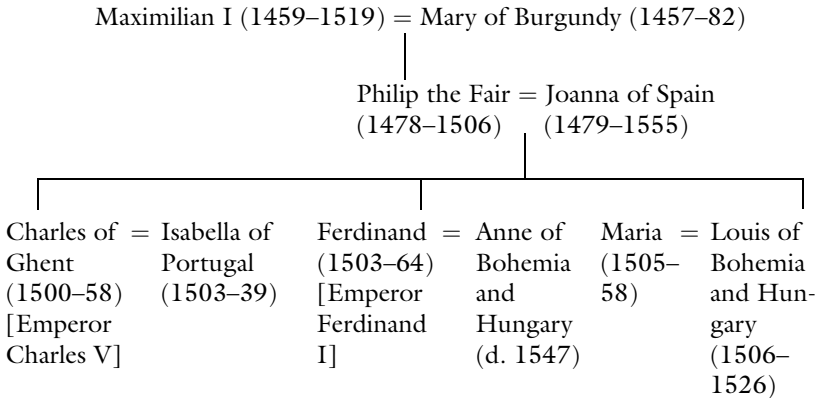 Maximilian I (1459–1519) = Mary of Burgundy (1457–82)
Philip the Fair = Joanna of Spain
(1478–1506) (1479–1555)
Charles of = Isabella of Ferdinand = Anne of Maria = Louis of
Ghent Portugal (1503–64) Bohemia (1505– Bohemia
(1500–58) (1503–39) [Emperor and 58) and Hun-
[Emperor Ferdinand Hungary gary
Charles V] I] (d. 1547) (1506–
1526)